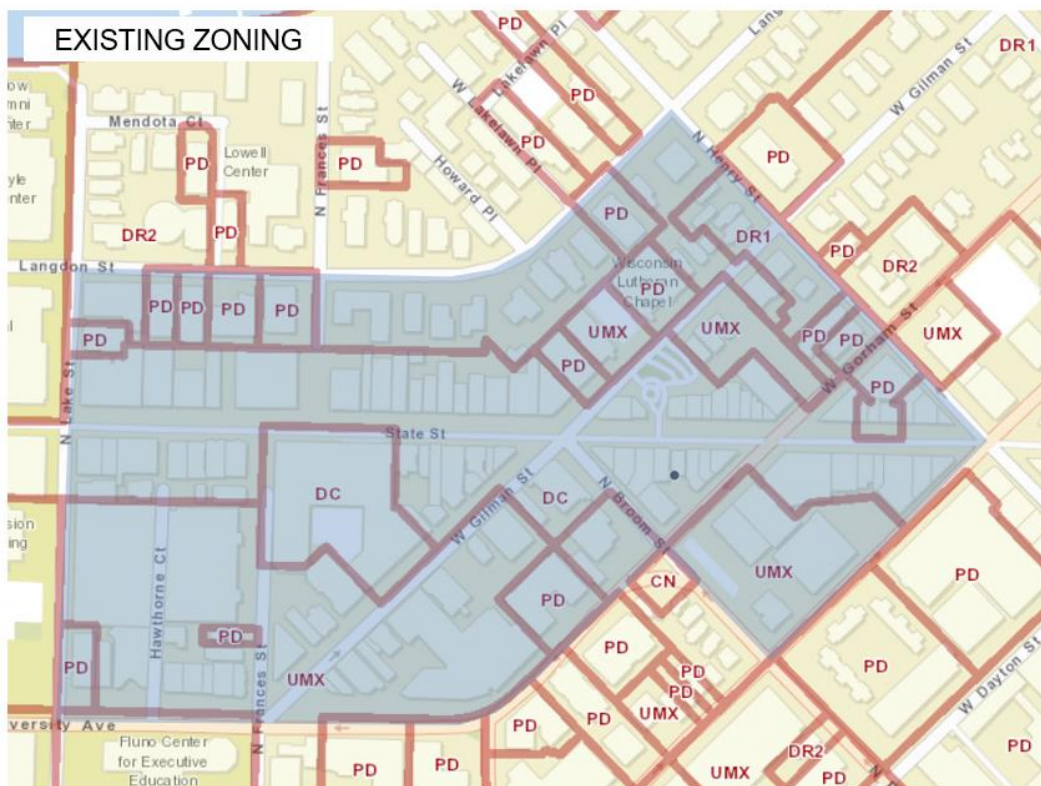 EXISTING ZONING
PD
Lakelawn Pl
W Lakelawn Pl
PD
PD
W Gilman St
DR1
Mendota Ct
PD
Lowell
Center
N Frances St
PD
Howard Pl
N Henry St
PD
DR2
PD
Langdon St
PD
DR1
PD
DR2
Wisconsin
Lutheran
Chapel
PD
PD
PD
PD
PD
PD
UMX
UMX
PD
PD
UMX
W Gorham St
PD
PD
N Lake St
State St
DC
W Gilman St
DC
N Broom St
UMX
CN
PD
Hawthorne Ct
PD
PD
PD
N Frances St
UMX
PD
PD
PD
UMX
PD
W Dayton St
PD
PD
versity Ave
Fluno Center
for Executive
Education
PD
PD
UMX
DR2
PD
PD